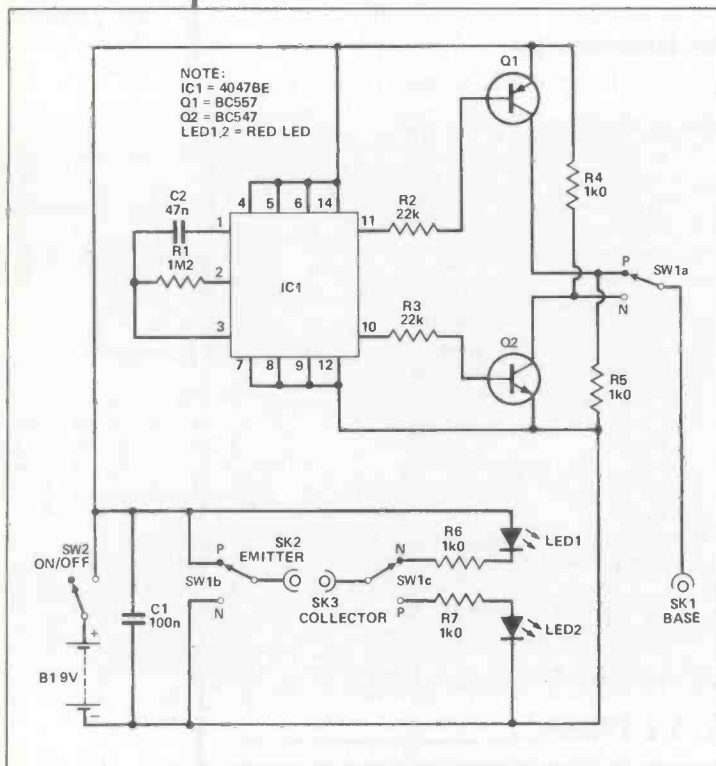 NOTE:
IC1 = 4047BE
Q1 = BC557
Q2 = BC547
LED1,2 = RED LED
Q1
C2
47n
R1
1M2
4
5
6
14
1
2
3
IC1
11
10
7
8
9
12
R2
22k
R3
22k
Q2
R4
1k0
P
SW1a
N
R5
1k0
SW2
ON/OFF
C1
100n
B1 9V
+
−
P
SK2
EMITTER
SW1b
N
SK3
COLLECTOR
N
SW1c
P
R6
1k0
LED1
R7
1k0
LED2
SK1
BASE